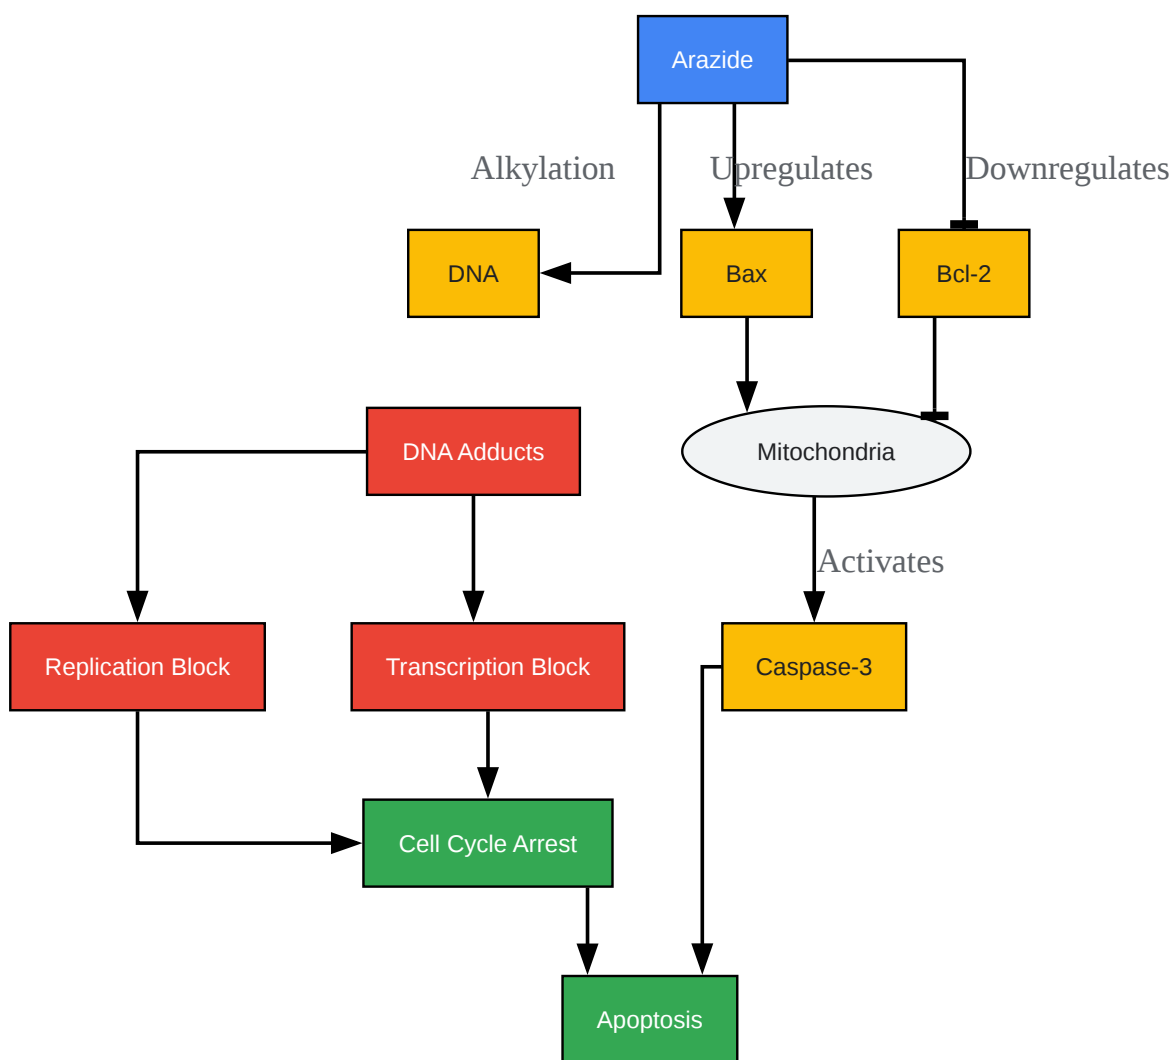 Arazide
Alkylation
Upregulates
Downregulates
DNA
Bax
Bcl-2
DNA Adducts
Mitochondria
Activates
Replication Block
Transcription Block
Caspase-3
Cell Cycle Arrest
Apoptosis